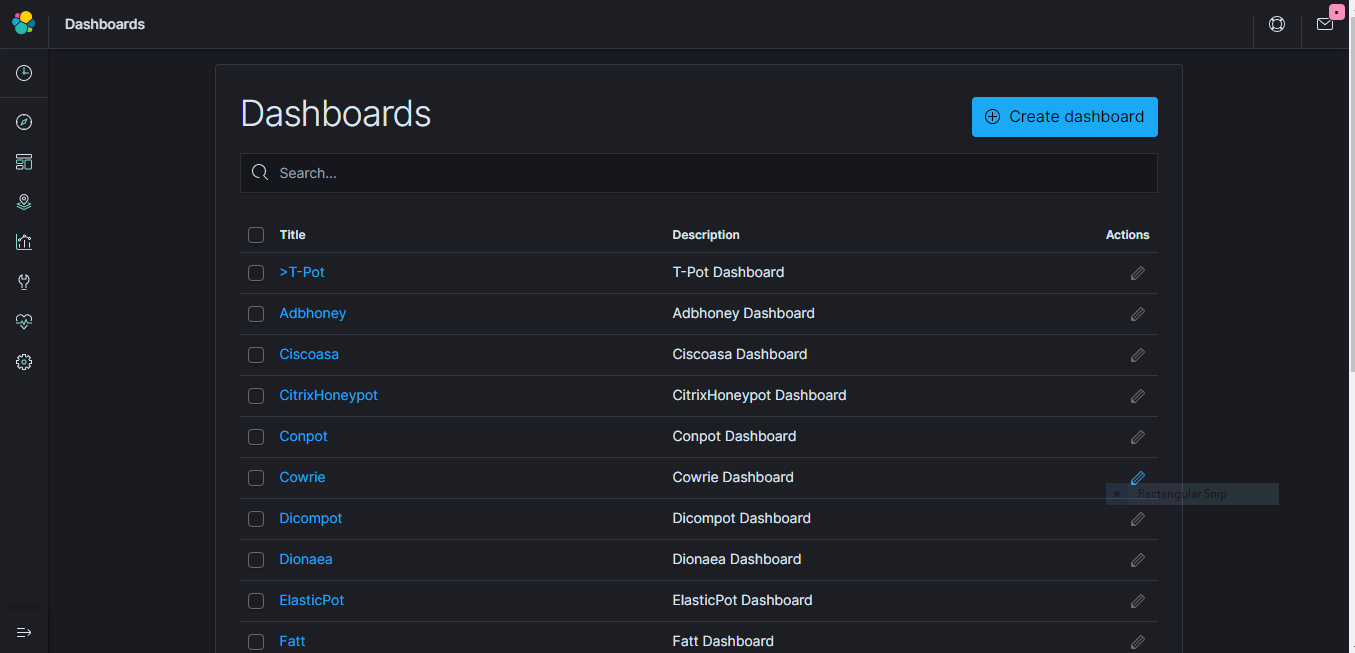 Dashboards
Dashboards
Create dashboard
Search...
Title Description Actions
>T-Pot T-Pot Dashboard
Adbhoney Adbhoney Dashboard
Ciscoasa Ciscoasa Dashboard
CitrixHoneypot CitrixHoneypot Dashboard
Conpot Conpot Dashboard
Cowrie Cowrie Dashboard
Rectangular Snip
Dicompot Dicompot Dashboard
Dionaea Dionaea Dashboard
ElasticPot ElasticPot Dashboard
Fatt Fatt Dashboard